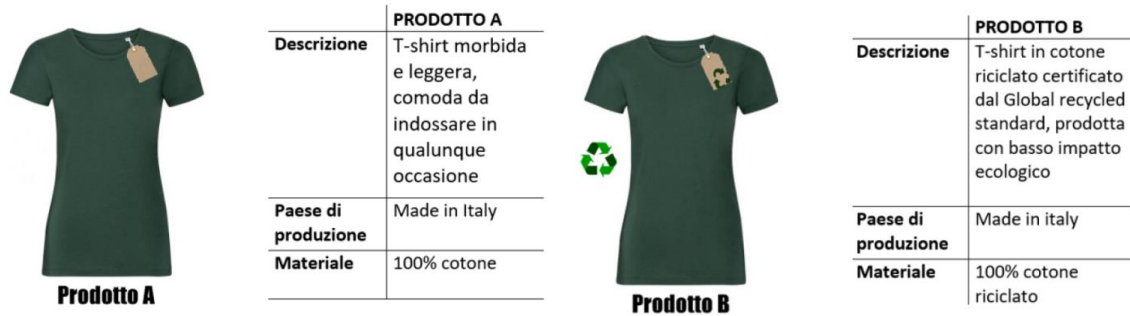 PRODOTTO A
Descrizione T-shirt morbida
e leggera,
comoda da
indossare in
qualunque
occasione
Paese di Made in Italy
produzione
Materiale 100% cotone
Prodotto A
PRODOTTO B
Descrizione T-shirt in cotone
riciclato certificato
dal Global recycled
standard, prodotta
con basso impatto
ecologico
Paese di Made in italy
produzione
Materiale 100% cotone
riciclato
Prodotto B